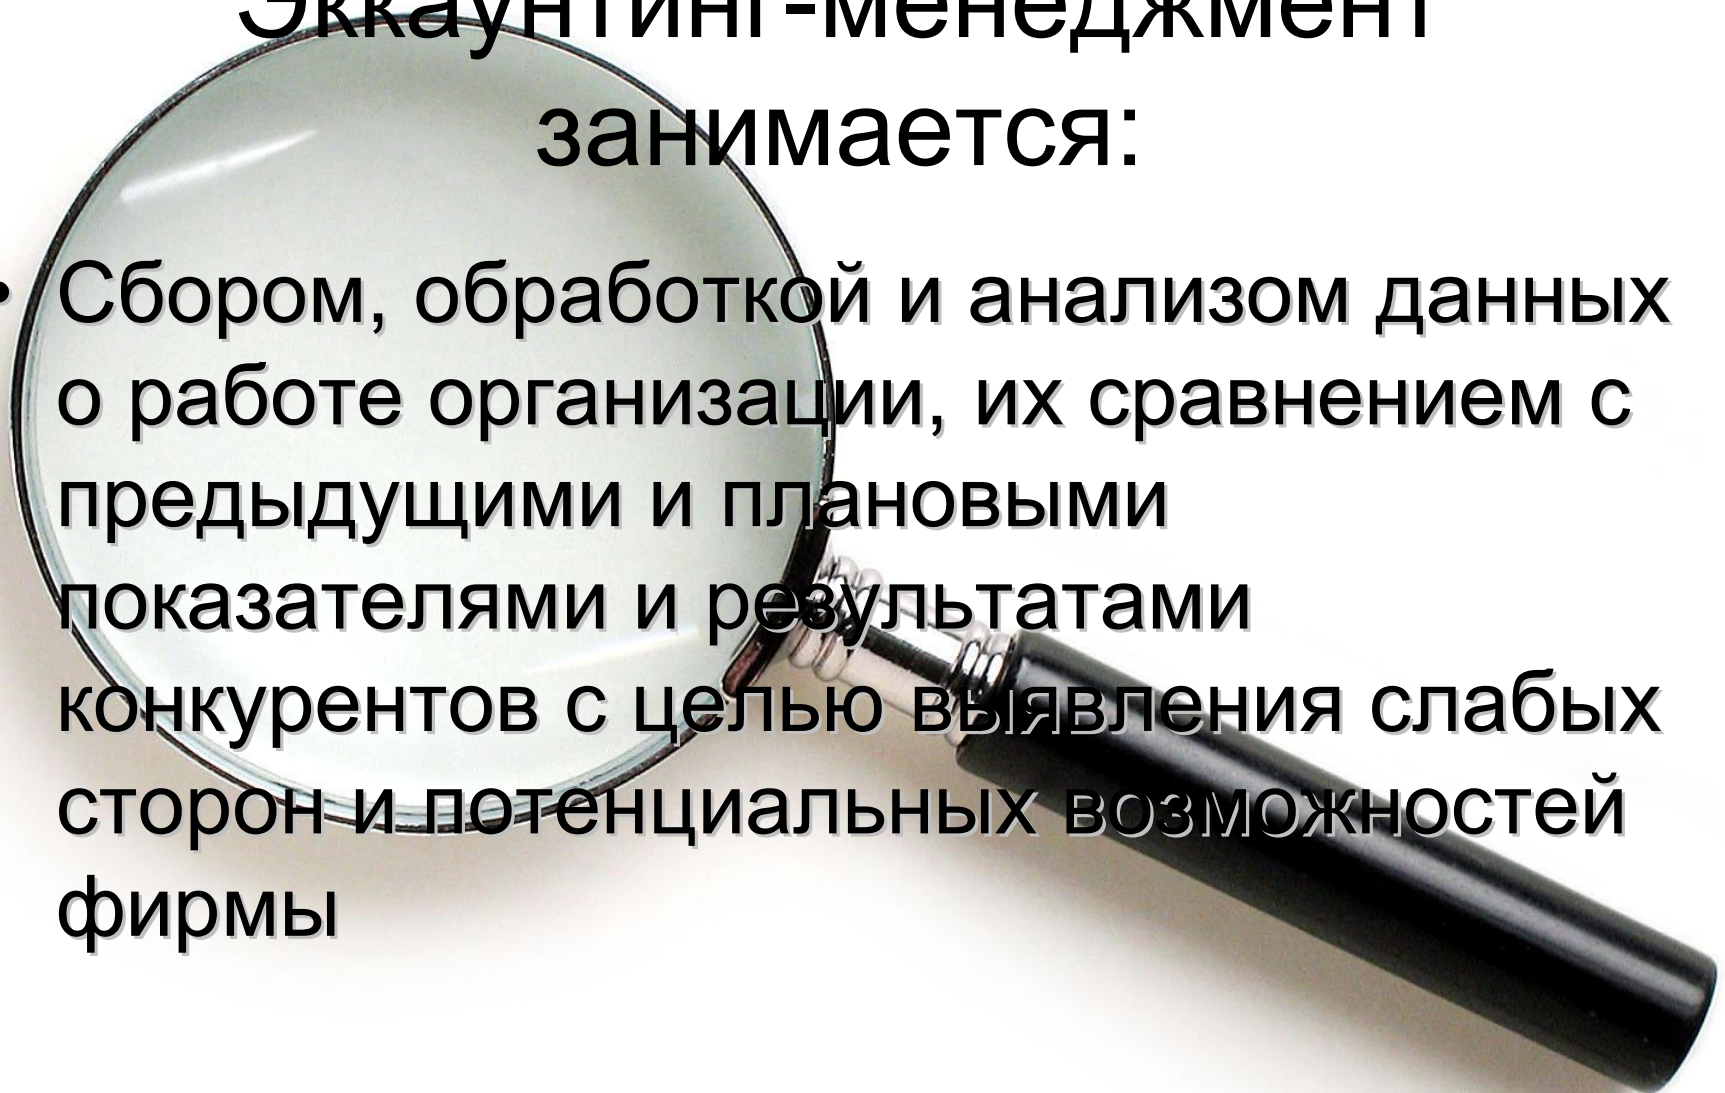 Эккаунтинг-менеджмент
занимается:
• Сбором, обработкой и анализом данных
о работе организации, их сравнением с
предыдущими и плановыми
показателями и результатами
конкурентов с целью выявления слабых
сторон и потенциальных возможностей
фирмы